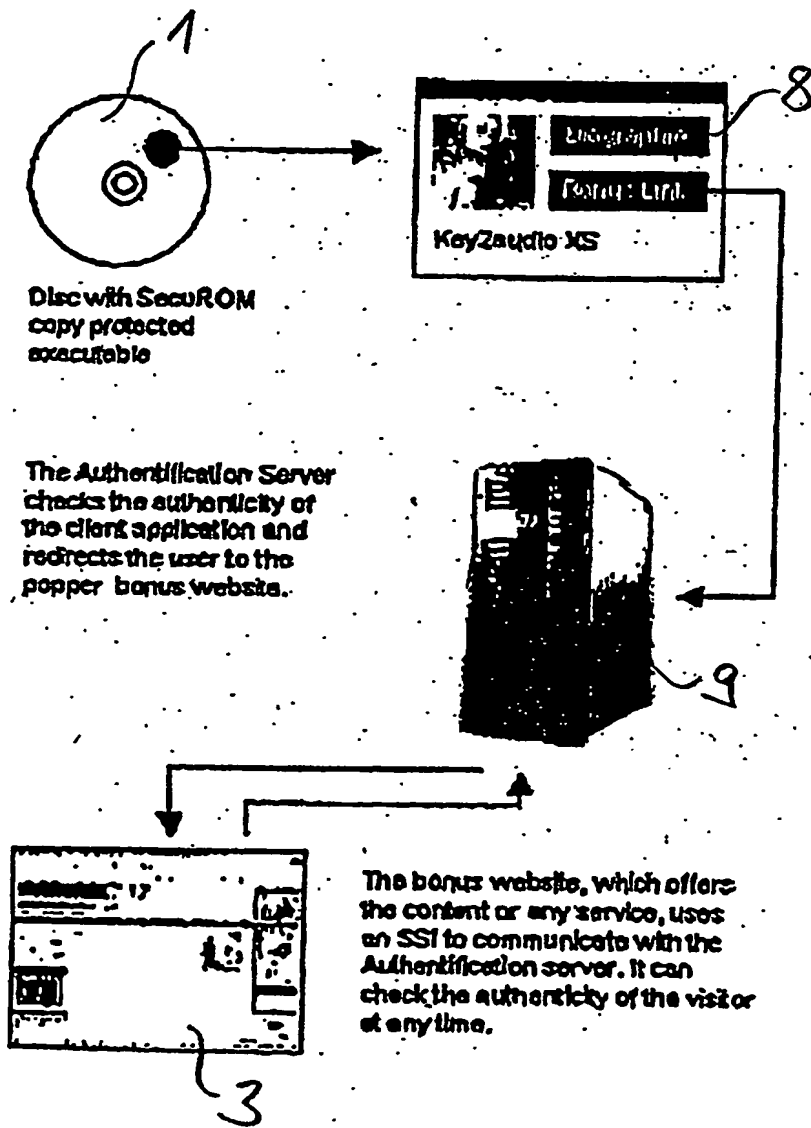 1
8
Bonus Link
Key2audio XS
Disc with SecuROM
copy protected
executable
The Authentification Server
checks the authenticity of
the client application and
redirects the user to the
popper bonus website.
9
The bonus website, which offers
the content or any service, uses
an SSI to communicate with the
Authentification server. It can
check the authenticity of the visitor
at any time.
3